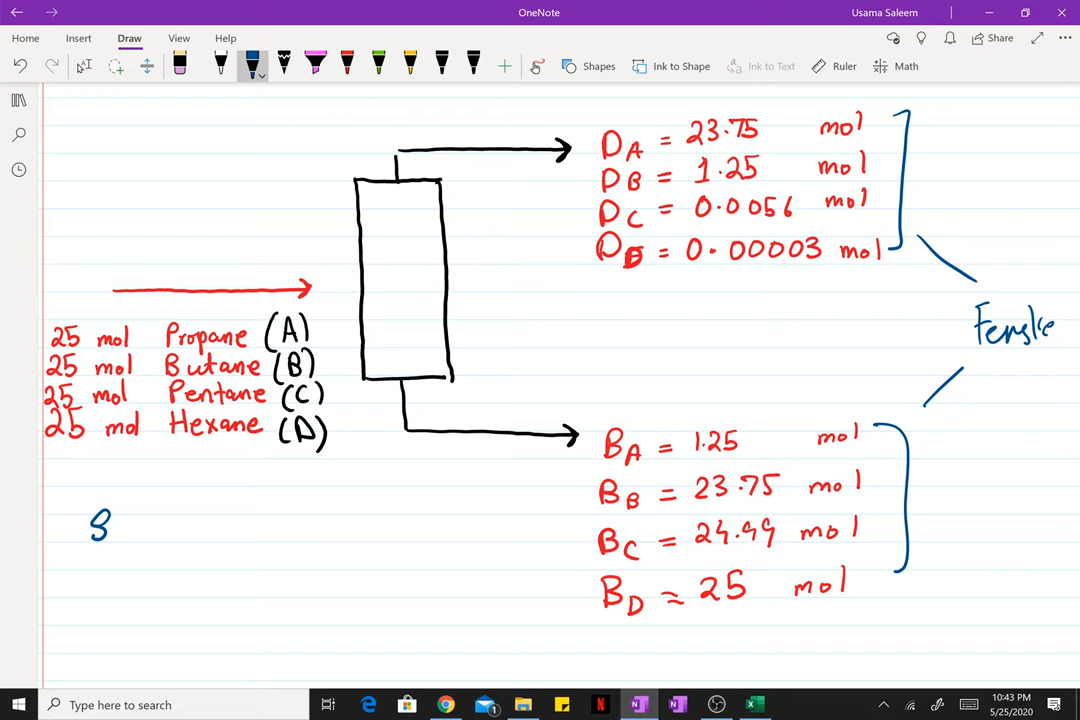 OneNote
Usama Saleem
Home Insert Draw View Help
Share
Shapes
Ink to Shape
Ink to Text
Ruler
Math
D_A = 23.75 mol
D_B = 1.25 mol
D_C = 0.0056 mol
D_D = 0.00003 mol
25 mol Propane (A)
25 mol Butane (B)
25 mol Pentane (C)
25 mol Hexane (D)
Fenske
B_A = 1.25 mol
B_B = 23.75 mol
B_C = 24.99 mol
B_D ≈ 25 mol
8
Type here to search
1
10:43 PM
5/25/2020